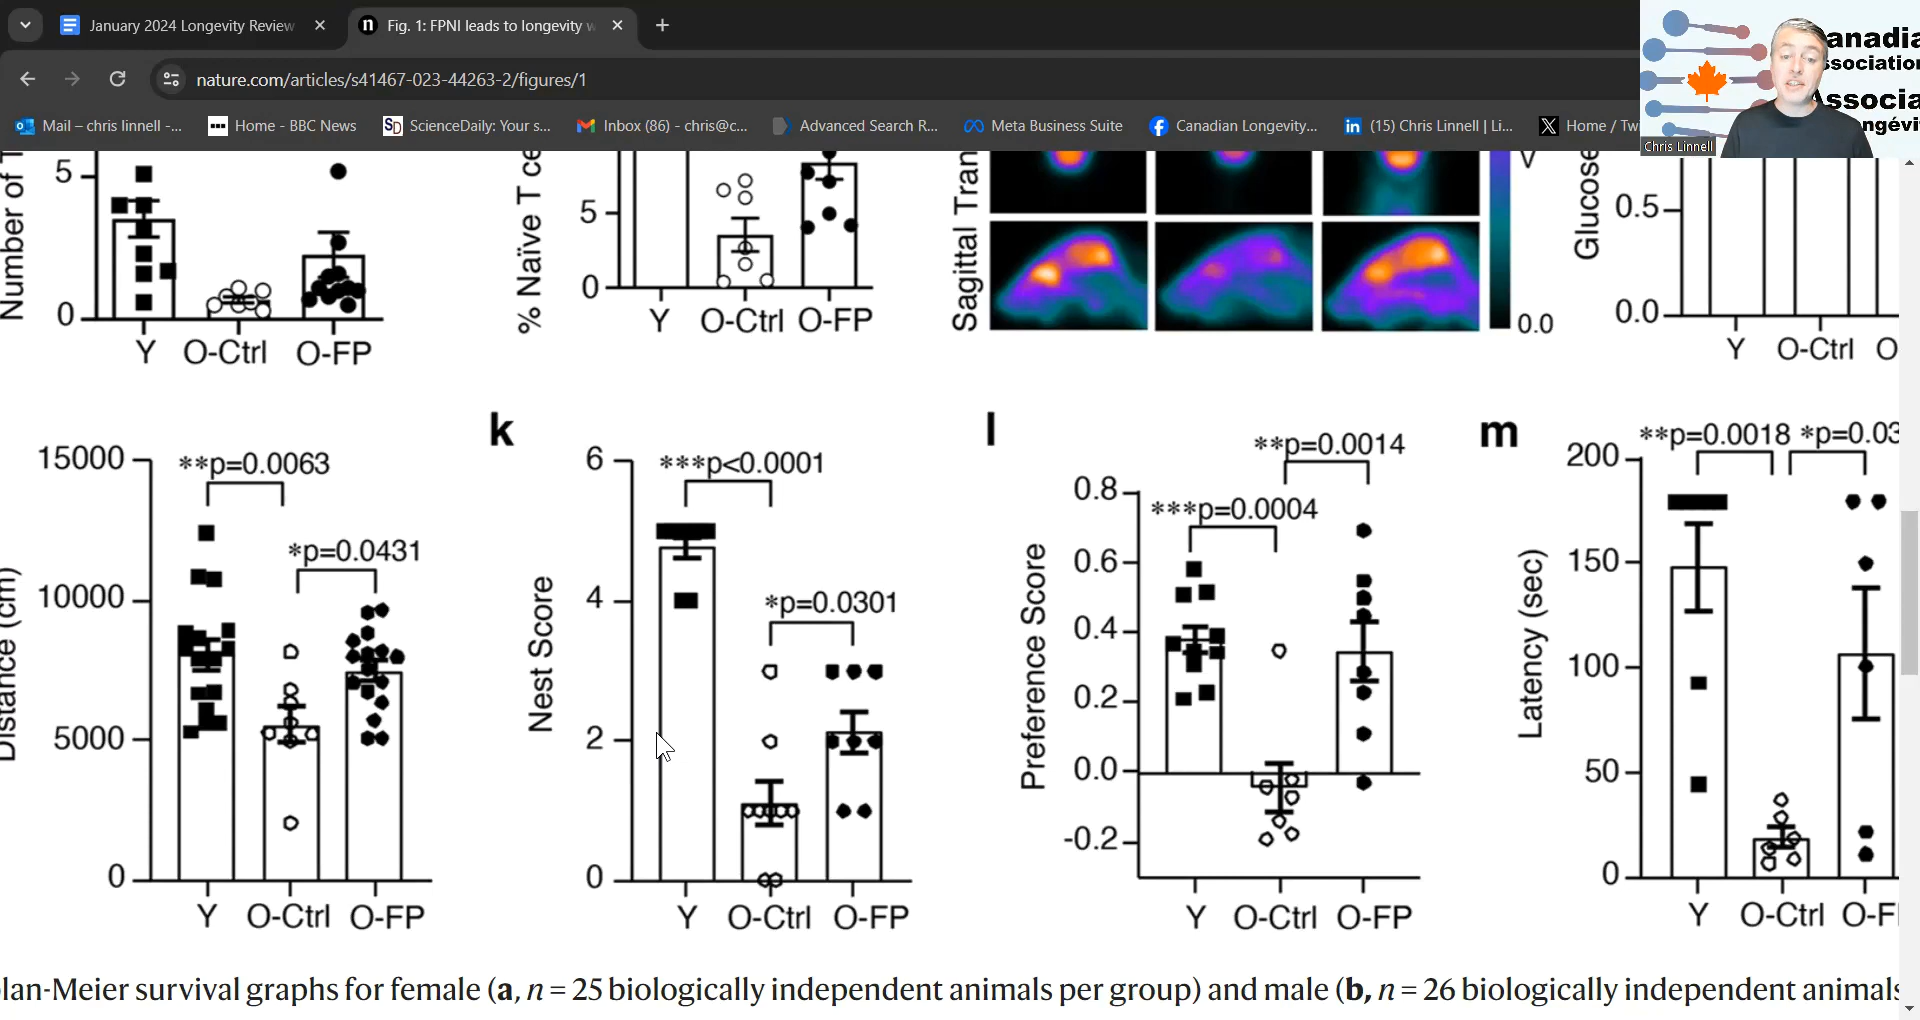 January 2024 Longevity Review
Fig. 1: FPNI leads to longevity w
nature.com/articles/s41467-023-44263-2/figures/1
Mail – chris linnell -...
Home - BBC News
SD
ScienceDaily: Your s...
Inbox (86) - chris@c...
Advanced Search R...
Meta Business Suite
Canadian Longevity...
(15) Chris Linnell | Li...
Home / Twi
anadia
ssociation
Associa
ngévi
Chris Linnell
Number of T
5
0
Y O-Ctrl O-FP
% Naïve T ce
5
0
Y O-Ctrl O-FP
Sagittal Tran
V
0.0
Glucose
0.5
0.0
Y O-Ctrl O
Distance (cm)
15000
10000
5000
0
**p=0.0063
*p=0.0431
Y O-Ctrl O-FP
k
Nest Score
6
4
2
0
***p<0.0001
*p=0.0301
Y O-Ctrl O-FP
l
Preference Score
0.8
0.6
0.4
0.2
0.0
-0.2
**p=0.0014
***p=0.0004
Y O-Ctrl O-FP
m
Latency (sec)
200
150
100
50
0
**p=0.0018 *p=0.03
Y O-Ctrl O-F
lan-Meier survival graphs for female (a, n = 25 biologically independent animals per group) and male (b, n = 26 biologically independent animals